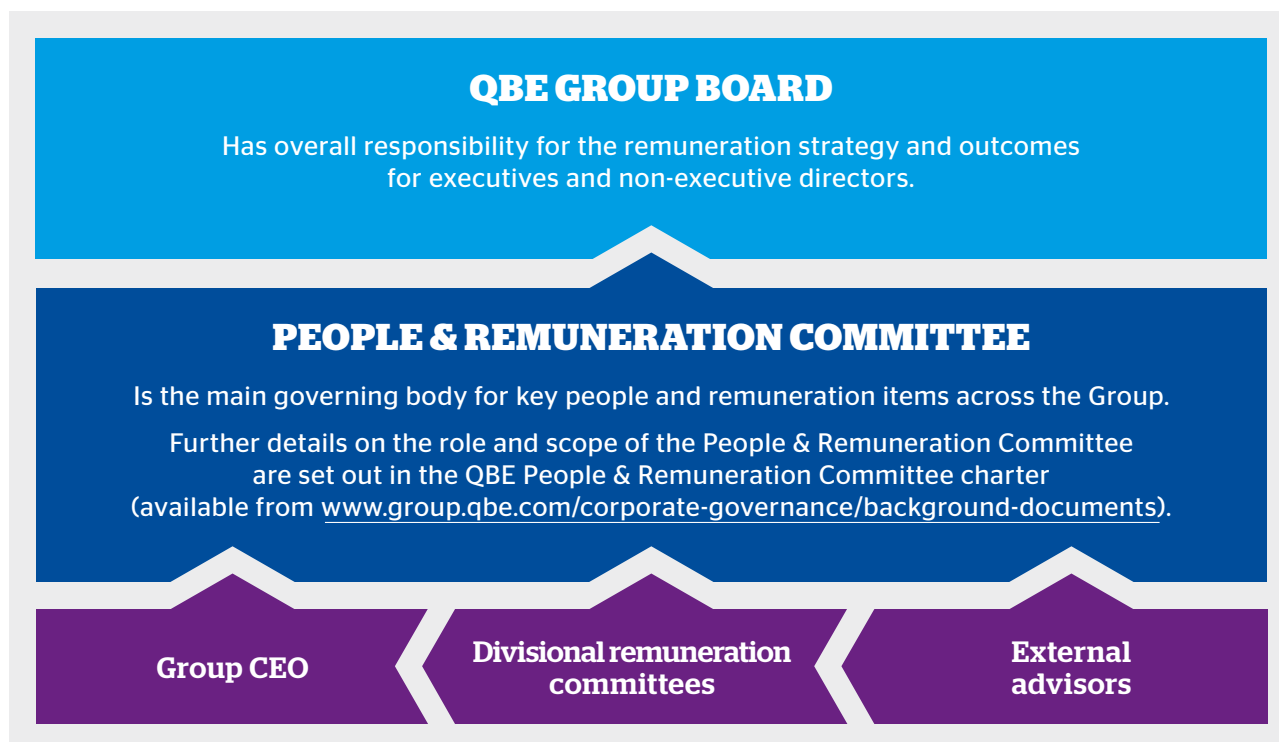 QBE GROUP BOARD
Has overall responsibility for the remuneration strategy and outcomes
for executives and non-executive directors.
PEOPLE & REMUNERATION COMMITTEE
Is the main governing body for key people and remuneration items across the Group.
Further details on the role and scope of the People & Remuneration Committee
are set out in the QBE People & Remuneration Committee charter
(available from www.group.qbe.com/corporate-governance/background-documents).
Group CEO
Divisional remuneration
committees
External
advisors